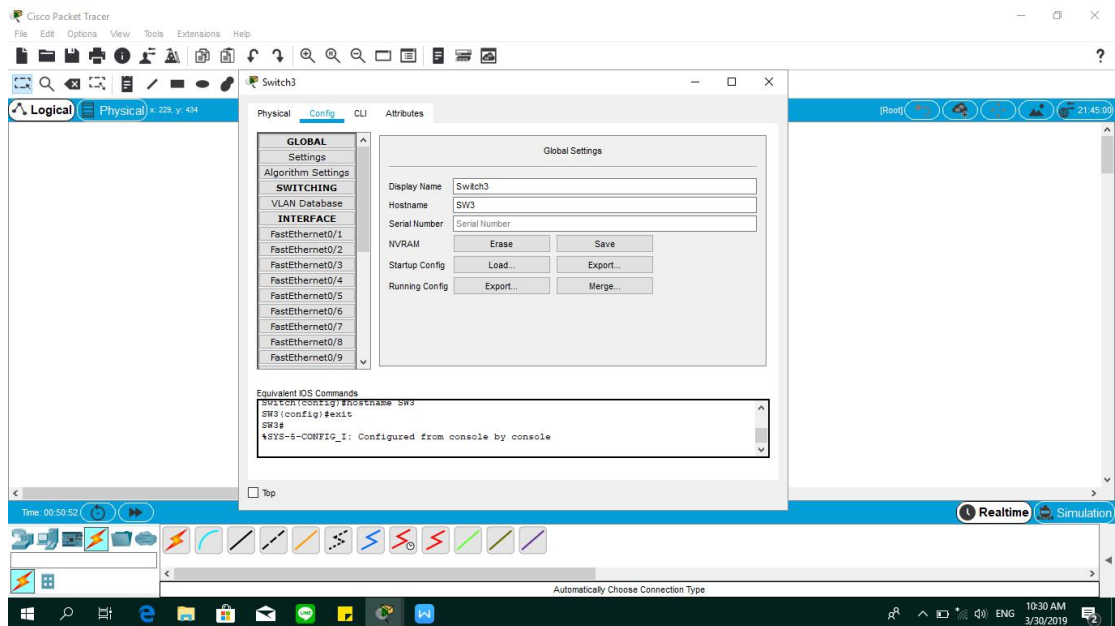 Cisco Packet Tracer
File Edit Options View Tools Extensions Help
?
Switch3
Logical
Physical x: 229, y: 434
[Root]
21:45:00
Physical Config CLI Attributes
GLOBAL
Settings
Algorithm Settings
SWITCHING
VLAN Database
INTERFACE
FastEthernet0/1
FastEthernet0/2
FastEthernet0/3
FastEthernet0/4
FastEthernet0/5
FastEthernet0/6
FastEthernet0/7
FastEthernet0/8
FastEthernet0/9
Global Settings
Display Name Switch3
Hostname SW3
Serial Number Serial Number
NVRAM Erase Save
Startup Config Load... Export...
Running Config Export... Merge...
Equivalent IOS Commands
Switch(config)#hostname SW3
SW3(config)#exit
SW3#
%SYS-5-CONFIG_I: Configured from console by console
Top
Time: 00:50:52
Realtime
Simulation
Automatically Choose Connection Type
ENG
10:30 AM
3/30/2019
2